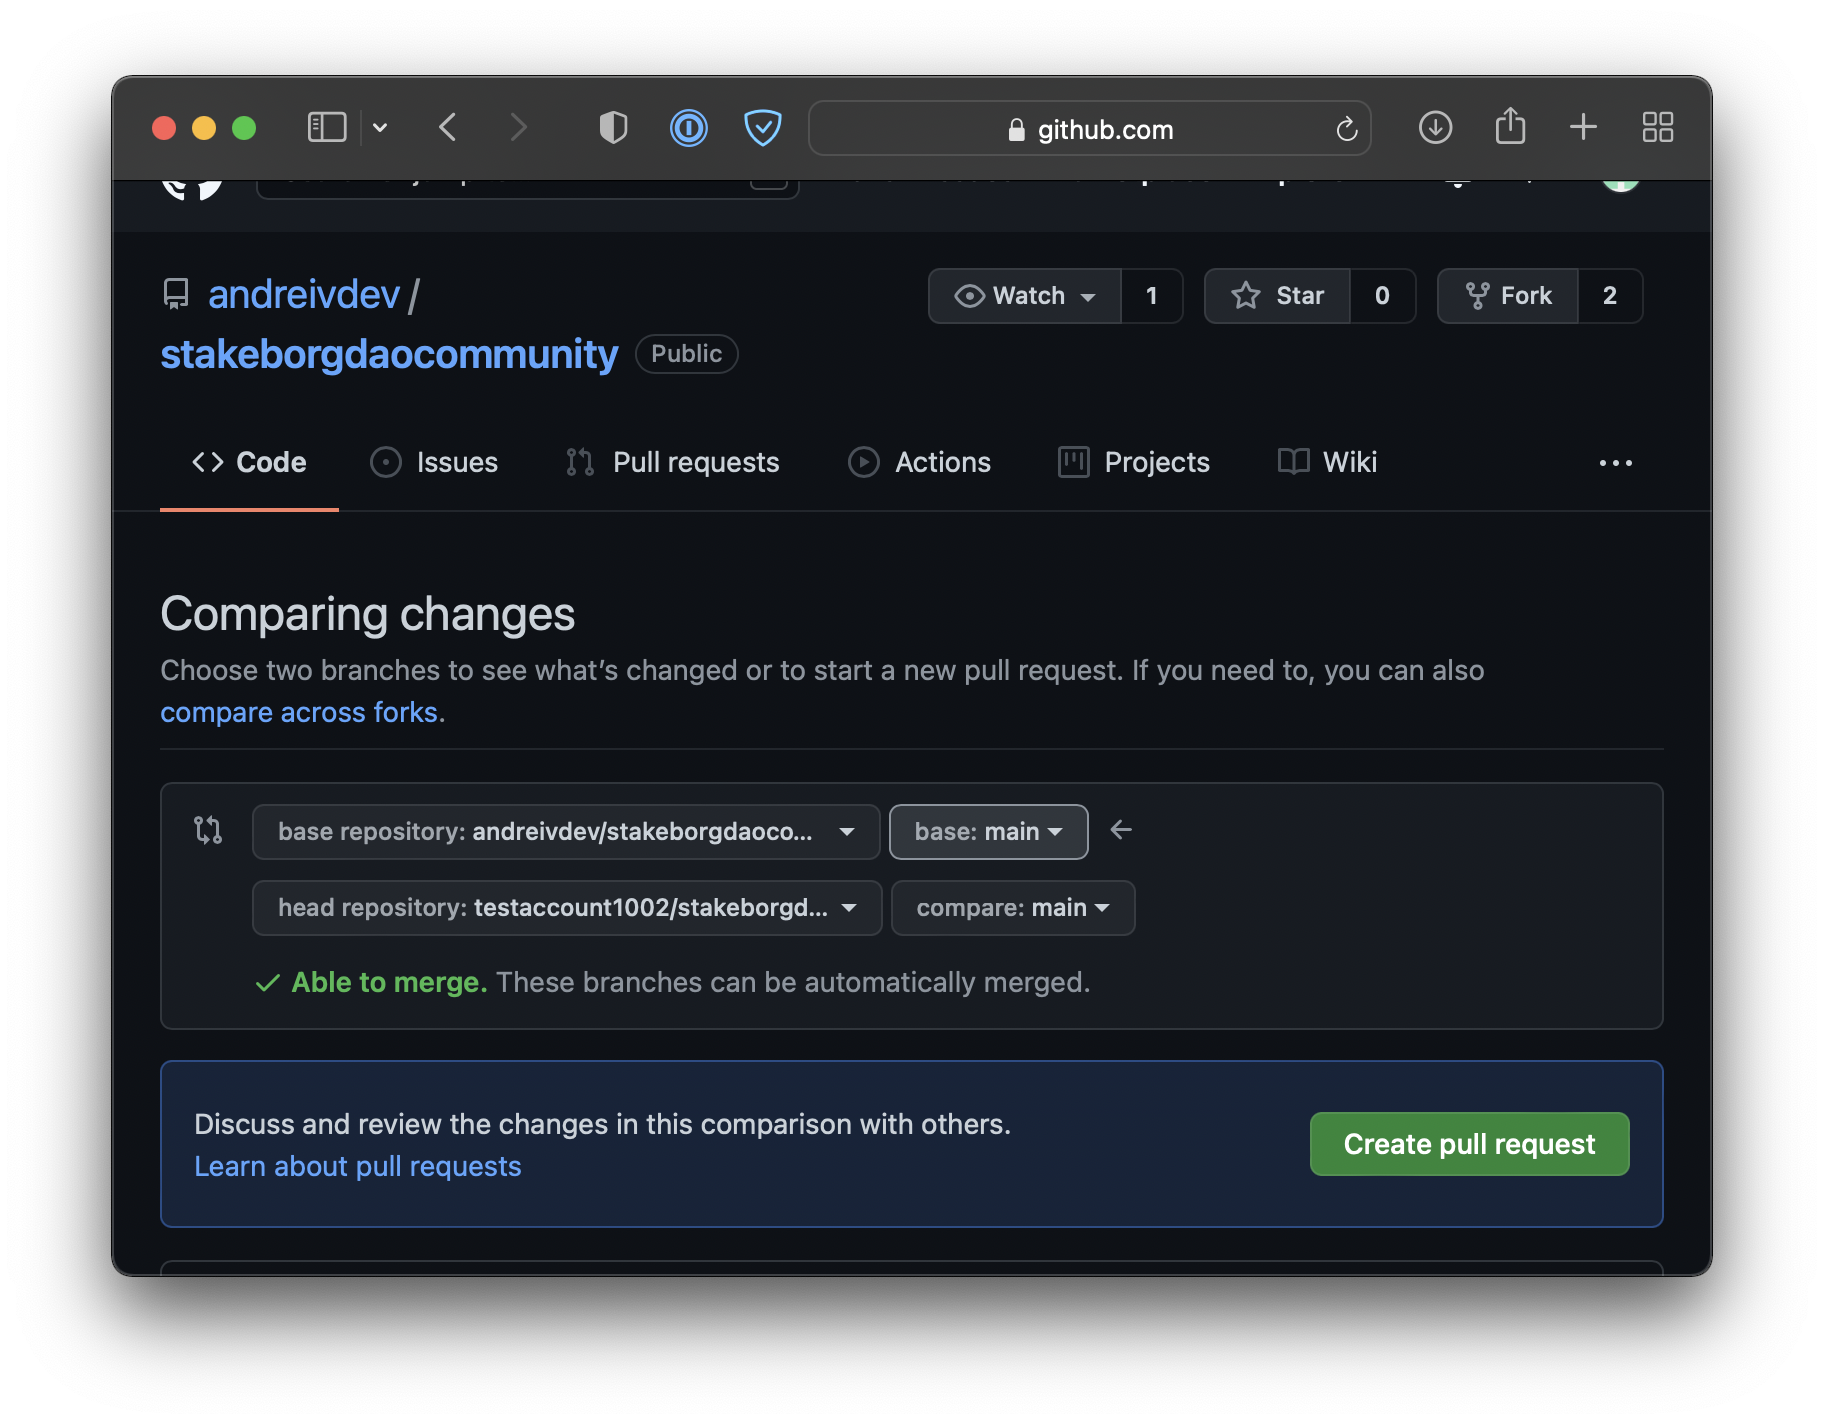 github.com
andreivdev /
stakeborgdaocommunity Public
Watch 1 Star 0 Fork 2
Code Issues Pull requests Actions Projects Wiki
Comparing changes
Choose two branches to see what’s changed or to start a new pull request. If you need to, you can also
compare across forks.
base repository: andreivdev/stakeborgdaoco... base: main
head repository: testaccount1002/stakeborgd... compare: main
Able to merge. These branches can be automatically merged.
Discuss and review the changes in this comparison with others.
Learn about pull requests
Create pull request